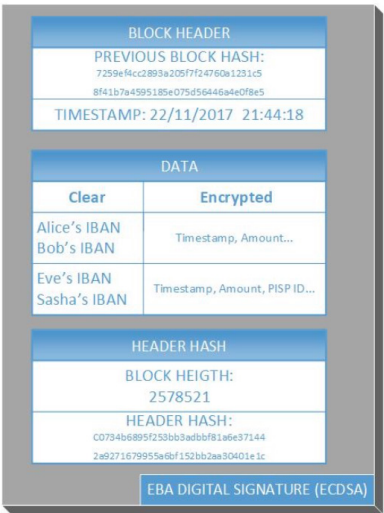 BLOCK HEADER
PREVIOUS BLOCK HASH:
7259ef4cc2893a205f7f24760a1231c5
8f41b7a4595185e075d56446a4e0f8e5
TIMESTAMP: 22/11/2017 21:44:18
DATA
Clear Encrypted
Alice's IBAN
Bob's IBAN
Timestamp, Amount...
Eve's IBAN
Sasha's IBAN
Timestamp, Amount, PISP ID...
HEADER HASH
BLOCK HEIGTH:
2578521
HEADER HASH:
C0734b6895f253bb3adbbf81a6e37144
2a9271679955a6bf152bb2aa30401e1c
EBA DIGITAL SIGNATURE (ECDSA)